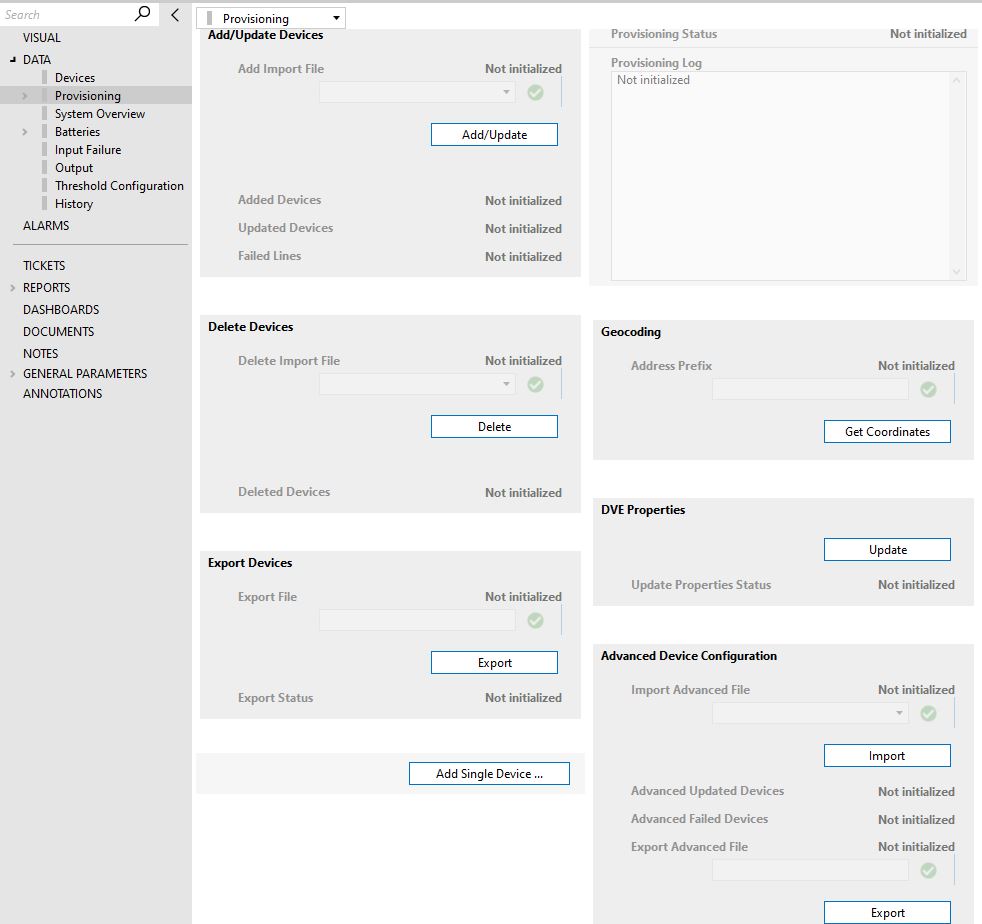 Search
VISUAL
DATA
Devices
Provisioning
System Overview
Batteries
Input Failure
Output
Threshold Configuration
History
ALARMS
TICKETS
REPORTS
DASHBOARDS
DOCUMENTS
NOTES
GENERAL PARAMETERS
ANNOTATIONS
Provisioning
Add/Update Devices
Add Import File Not initialized
Add/Update
Added Devices Not initialized
Updated Devices Not initialized
Failed Lines Not initialized
Delete Devices
Delete Import File Not initialized
Delete
Deleted Devices Not initialized
Export Devices
Export File Not initialized
Export
Export Status Not initialized
Add Single Device ...
Provisioning Status Not initialized
Provisioning Log
Not initialized
Geocoding
Address Prefix Not initialized
Get Coordinates
DVE Properties
Update
Update Properties Status Not initialized
Advanced Device Configuration
Import Advanced File Not initialized
Import
Advanced Updated Devices Not initialized
Advanced Failed Devices Not initialized
Export Advanced File Not initialized
Export